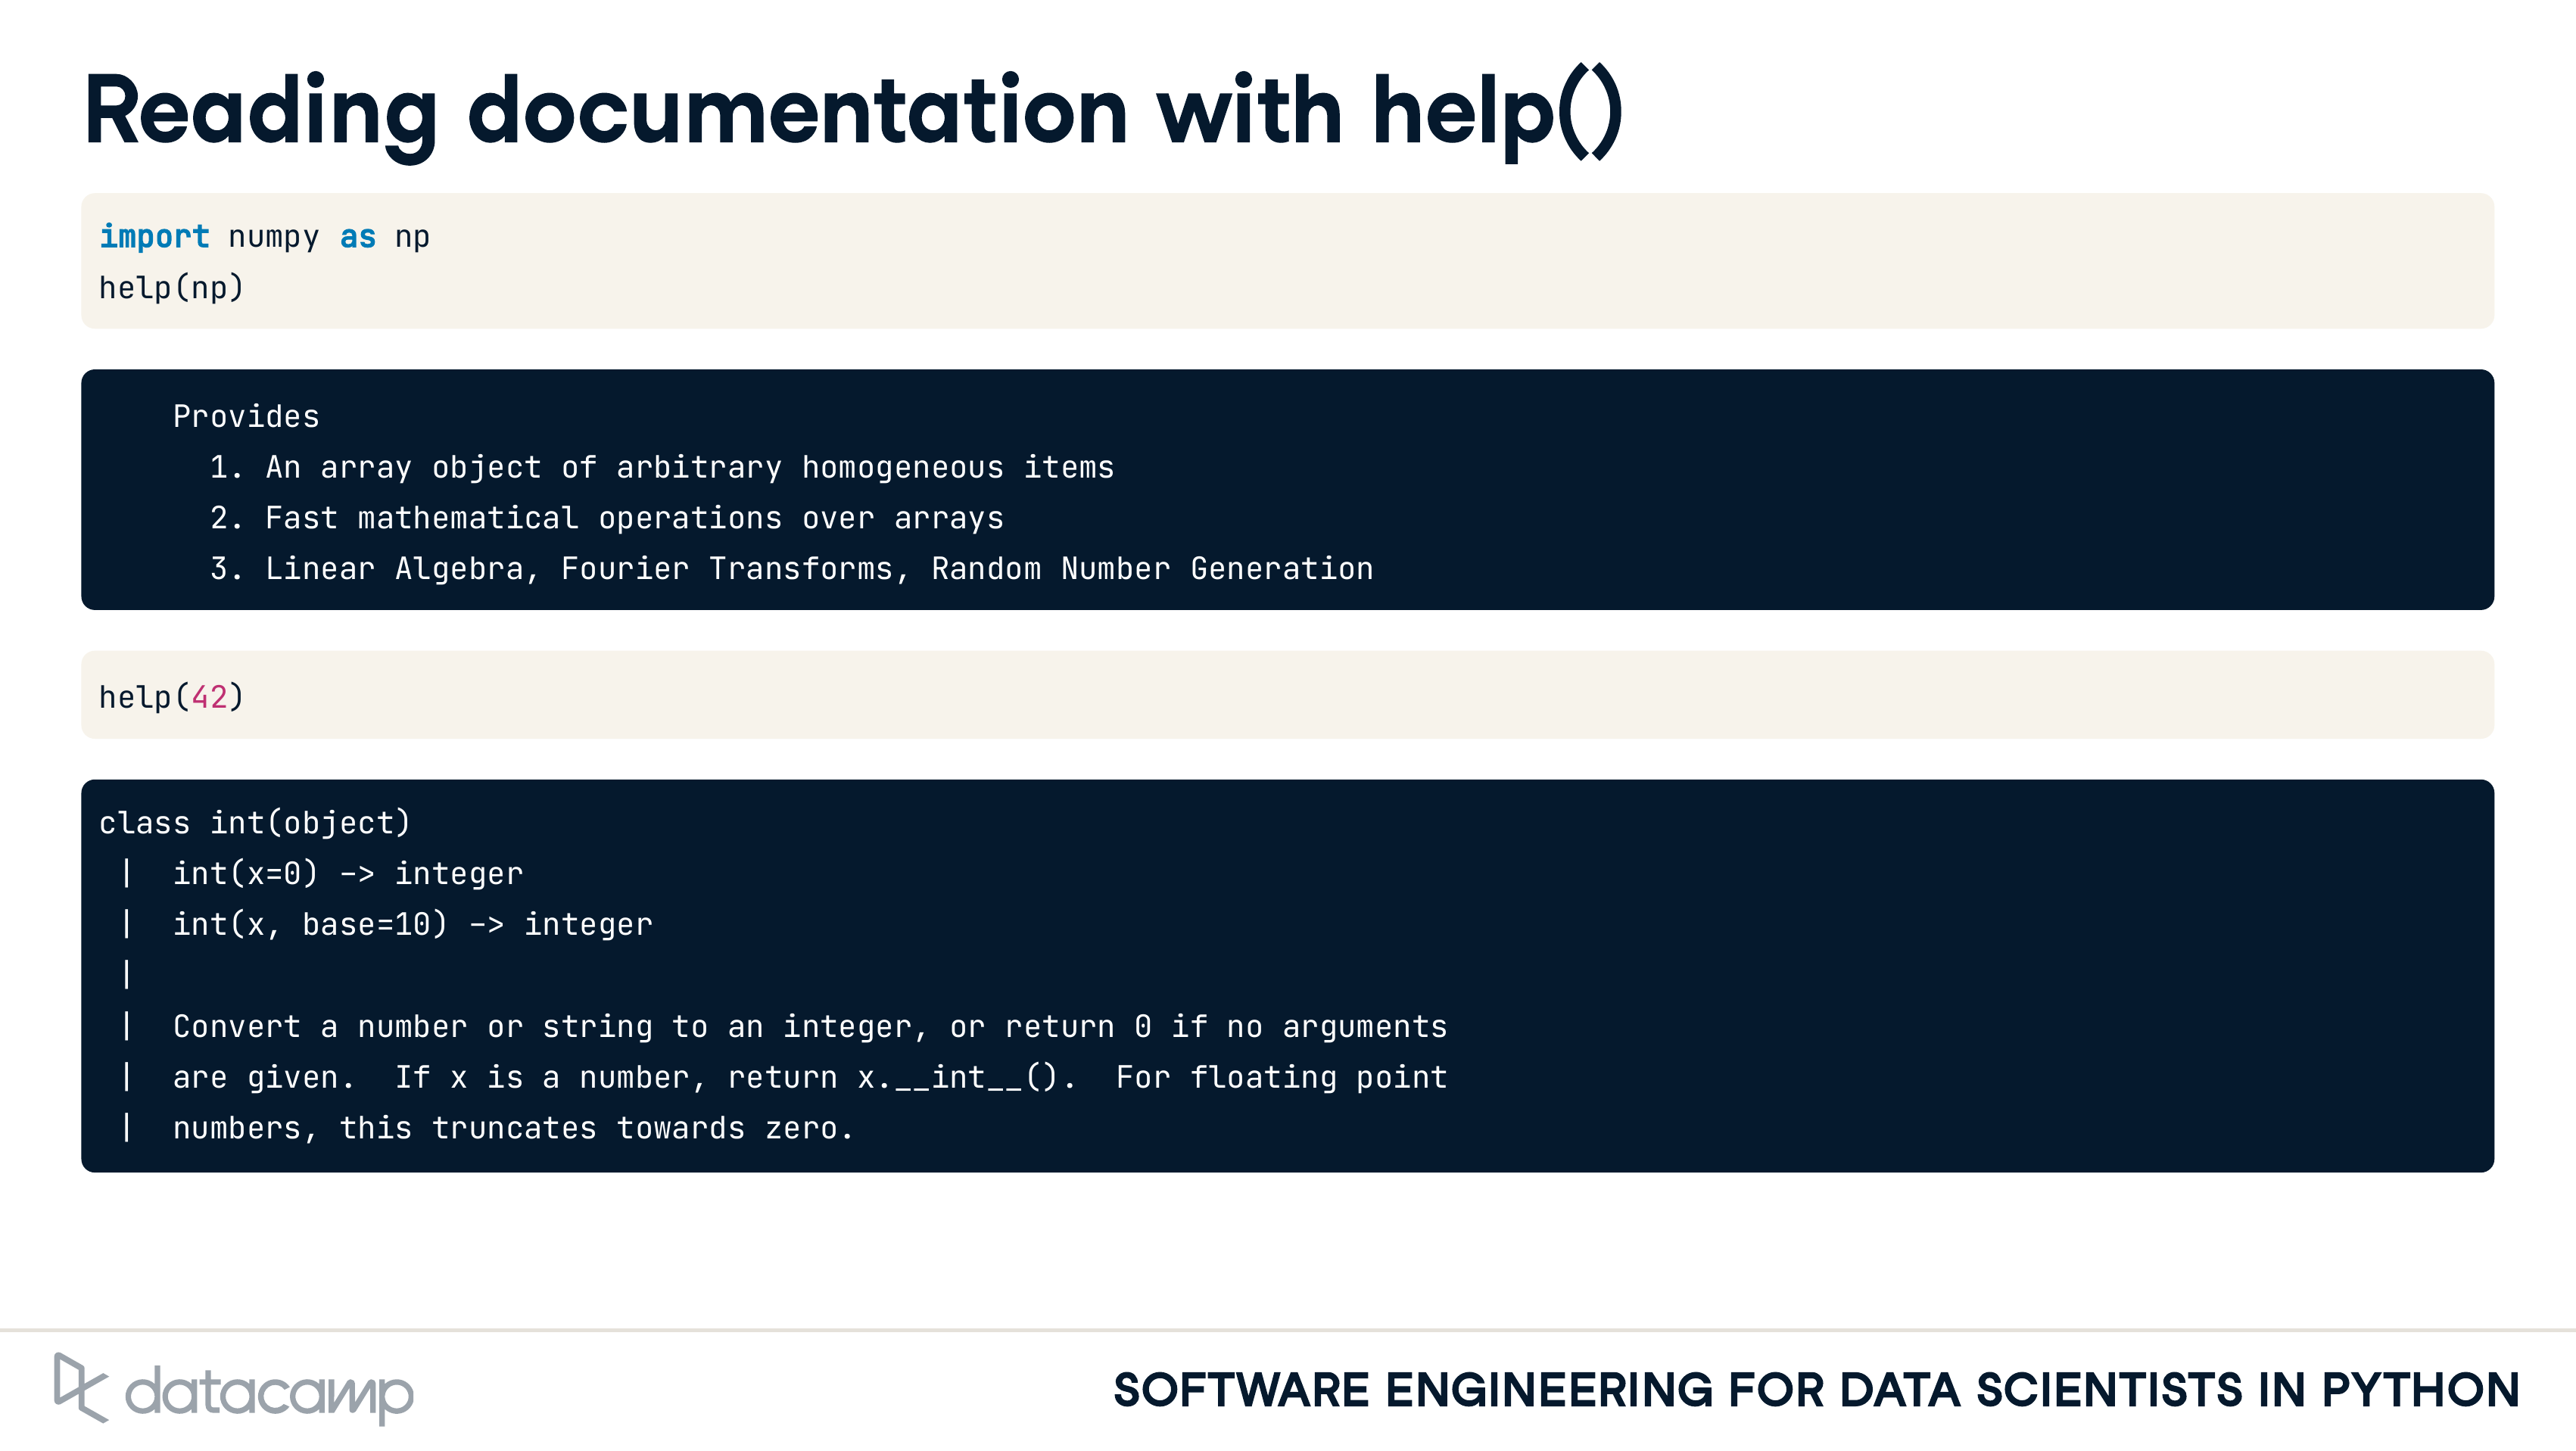 Reading documentation with help()
import numpy as np
help(np)
    Provides
      1. An array object of arbitrary homogeneous items
      2. Fast mathematical operations over arrays
      3. Linear Algebra, Fourier Transforms, Random Number Generation
help(42)
class int(object)
 |  int(x=0) -> integer
 |  int(x, base=10) -> integer
 |
 |  Convert a number or string to an integer, or return 0 if no arguments
 |  are given.  If x is a number, return x.__int__().  For floating point
 |  numbers, this truncates towards zero.
datacamp
SOFTWARE ENGINEERING FOR DATA SCIENTISTS IN PYTHON